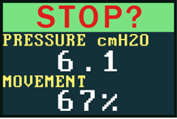 STOP?
PRESSURE cmH2O
6.1
MOVEMENT
67%